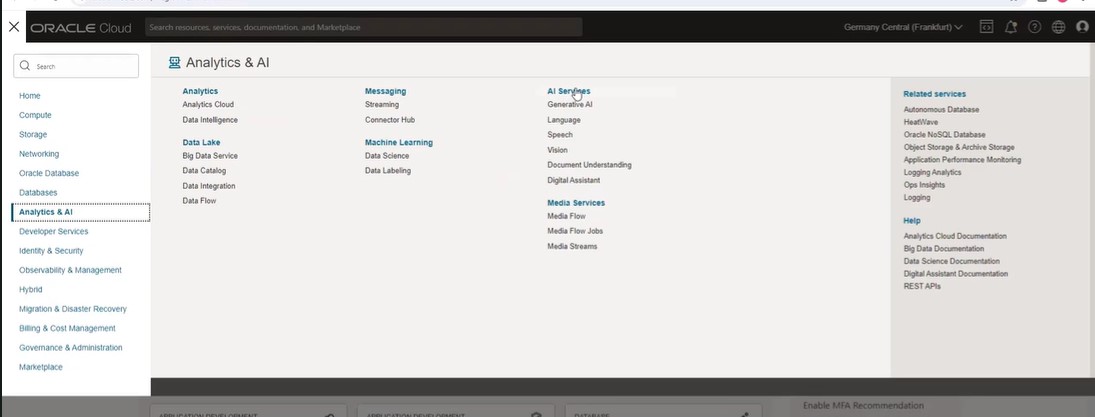 ORACLE Cloud
Search resources, services, documentation, and Marketplace
Germany Central (Frankfurt)
Search
Home
Compute
Storage
Networking
Oracle Database
Databases
Analytics & AI
Developer Services
Identity & Security
Observability & Management
Hybrid
Migration & Disaster Recovery
Billing & Cost Management
Governance & Administration
Marketplace
Analytics & AI
Analytics
Analytics Cloud
Data Intelligence
Data Lake
Big Data Service
Data Catalog
Data Integration
Data Flow
Messaging
Streaming
Connector Hub
Machine Learning
Data Science
Data Labeling
AI Services
Generative AI
Language
Speech
Vision
Document Understanding
Digital Assistant
Media Services
Media Flow
Media Flow Jobs
Media Streams
Related services
Autonomous Database
HeatWave
Oracle NoSQL Database
Object Storage & Archive Storage
Application Performance Monitoring
Logging Analytics
Ops Insights
Logging
Help
Analytics Cloud Documentation
Big Data Documentation
Data Science Documentation
Digital Assistant Documentation
REST APIs
APPLICATION DEVELOPMENT
APPLICATION DEVELOPMENT
DATABASE
Enable MFA Recommendation